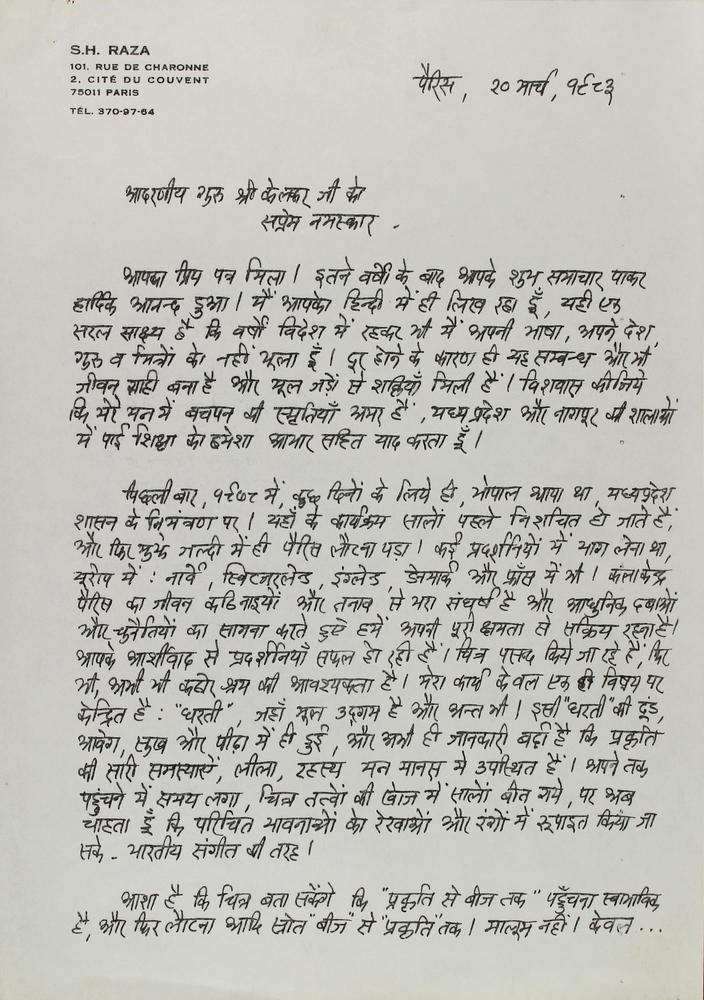 S.H. RAZA
101, RUE DE CHARONNE
2, CITÉ DU COUVENT
75011 PARIS
TÉL. 370-97-64
पैरिस, २० मार्च, १९८३
आदरणीय गुरु श्री केलकर जी को
सप्रेम नमस्कार.
आपका प्रिय पत्र मिला। इतने वर्षों के बाद आपके शुभ समाचार पाकर
हार्दिक आनन्द हुआ। मैं आपको हिन्दी में ही लिख रहा हूँ, यही एक
सरल साक्ष्य है कि वर्षों विदेश में रहकर भी मैं अपनी भाषा, अपने देश,
गुरु व मित्रों को नहीं भूला हूँ। दूर होने के कारण ही यह सम्बन्ध और भी
जीवन ग्राही बना है और मूल जड़ों से शक्तियाँ मिली हैं। विश्वास कीजिये
कि मेरे मन में बचपन की स्मृतियाँ अमर हैं, मध्य प्रदेश और नागपूर की शालाओं
में पाई शिक्षा को हमेशा आभार सहित याद करता हूँ।
पिछली बार, १९७८ में, कुछ दिनों के लिये ही, भोपाल आया था, मध्यप्रदेश
शासन के निमंत्रण पर। यहाँ के कार्यक्रम सालों पहले निश्चित हो जाते हैं,
और फिर मुझे जल्दी में ही पैरिस लौटना पड़ा। कई प्रदर्शनियों में भाग लेना था,
यूरोप में : नार्वे, स्विटज़रलेन्ड, इंग्लेन्ड, डेनमार्क और फ्राँस में भी। कला केन्द्र
पैरिस का जीवन कठिनाइयों और तनाव से भरा संघर्ष है और आधुनिक दबाओं
और चुनौतियों का सामना करते हुए हमें अपनी पूरी क्षमता से सक्रिय रहना है।
आपके आर्शीवाद से प्रदर्शनियाँ सफल हो रही हैं। चित्र पसन्द किये जा रहे हैं, फिर
भी, अभी भी कठोर श्रम की आवश्यकता है। मेरा कार्य केवल एक ही विषय पर
केन्द्रित है : "धरती", जहाँ मूल उद्गम है और अन्त भी। इसी "धरती" की ढूंढ,
आवेग, सुख और पीढ़ा में ही हुई, और अभी ही जानकारी बढ़ी है कि प्रकृति
की सारी समस्याएें, लीला, रहस्य मन मानस में उपस्थित हैं। अपने तक
पहुंचने में समय लगा, चित्र तत्वों की खोज में सालों बीत गये, पर अब
चाहता हूँ कि परिचित भावनाओं को रेखाओं और रंगों में रूपाइत किया जा
सके - भारतीय संगीत की तरह।
आशा है कि चित्र बता सकेंगे कि "प्रकृति से बीज तक" पहुँचना स्वाभाविक
है, और फिर लौटना आदि स्रोत "बीज" से "प्रकृति" तक। मालूम नहीं। केवल...